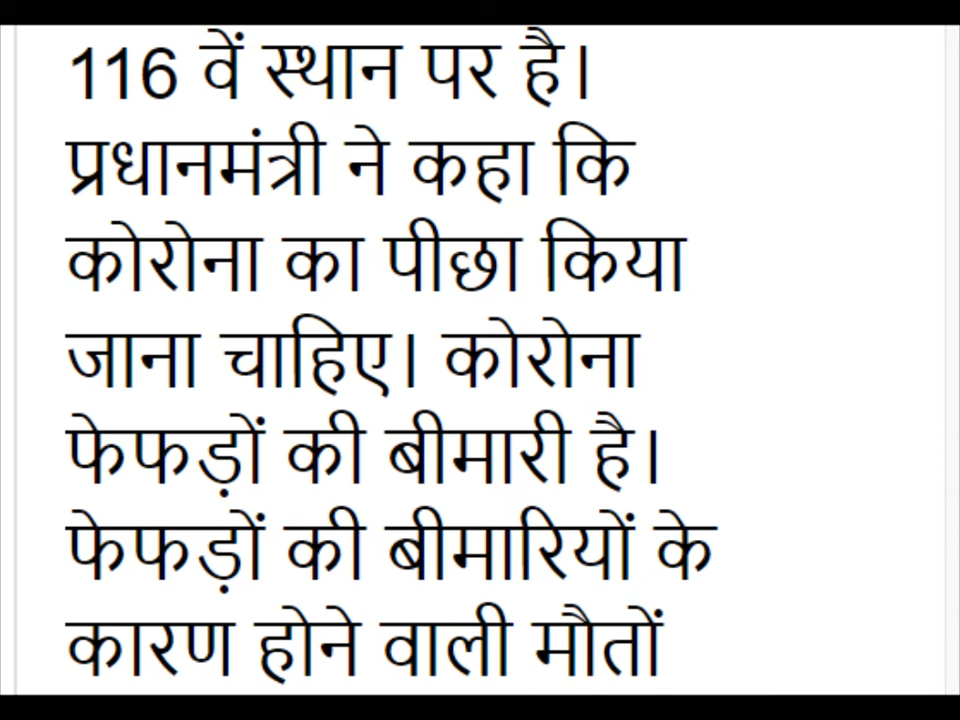 116 वें स्थान पर है।
प्रधानमंत्री ने कहा कि
कोरोना का पीछा किया
जाना चाहिए। कोरोना
फेफड़ों की बीमारी है।
फेफड़ों की बीमारियों के
कारण होने वाली मौतों